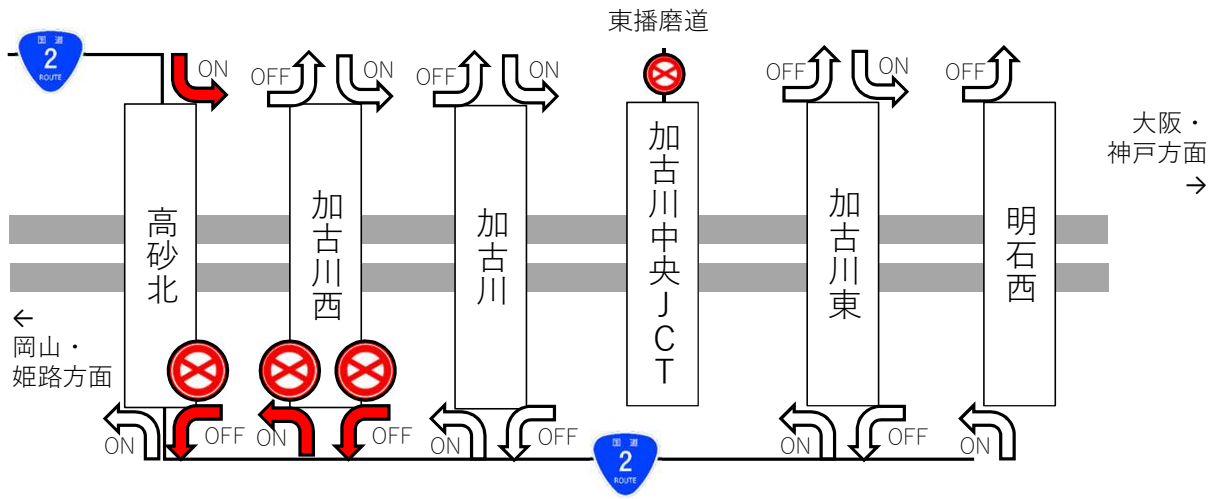 東播磨道
国道
2
ROUTE
ON
OFF
ON
OFF
ON
OFF
ON
OFF
大阪・
神戸方面
→
高砂北
加古川西
加古川
加古川中央JCT
加古川東
明石西
←
岡山・
姫路方面
ON
OFF
ON
OFF
ON
OFF
ON
OFF
ON
国道
2
ROUTE